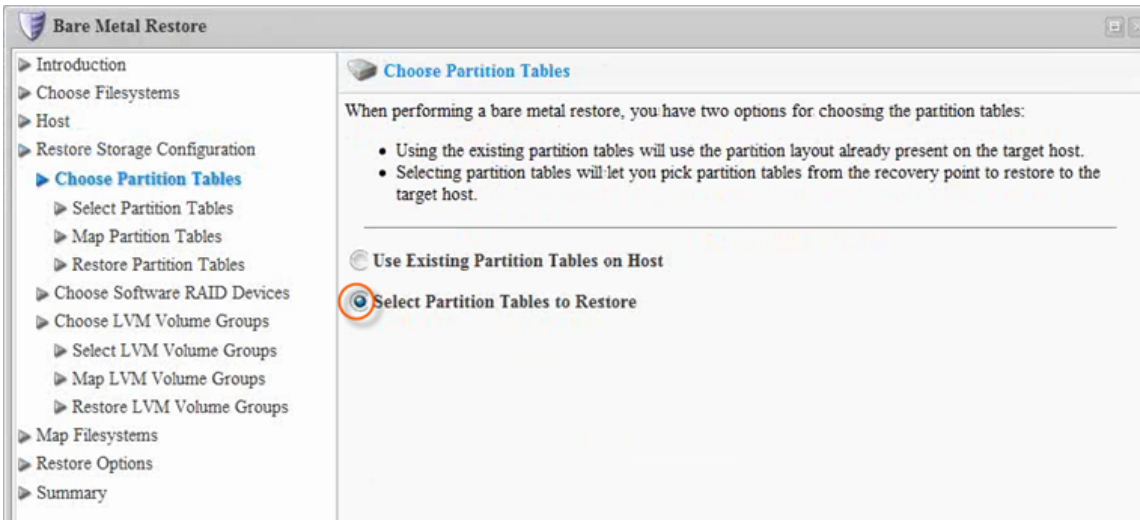 Bare Metal Restore
Introduction
Choose Filesystems
Host
Restore Storage Configuration
Choose Partition Tables
Select Partition Tables
Map Partition Tables
Restore Partition Tables
Choose Software RAID Devices
Choose LVM Volume Groups
Select LVM Volume Groups
Map LVM Volume Groups
Restore LVM Volume Groups
Map Filesystems
Restore Options
Summary
Choose Partition Tables
When performing a bare metal restore, you have two options for choosing the partition tables:
• Using the existing partition tables will use the partition layout already present on the target host.
• Selecting partition tables will let you pick partition tables from the recovery point to restore to the
target host.
Use Existing Partition Tables on Host
Select Partition Tables to Restore